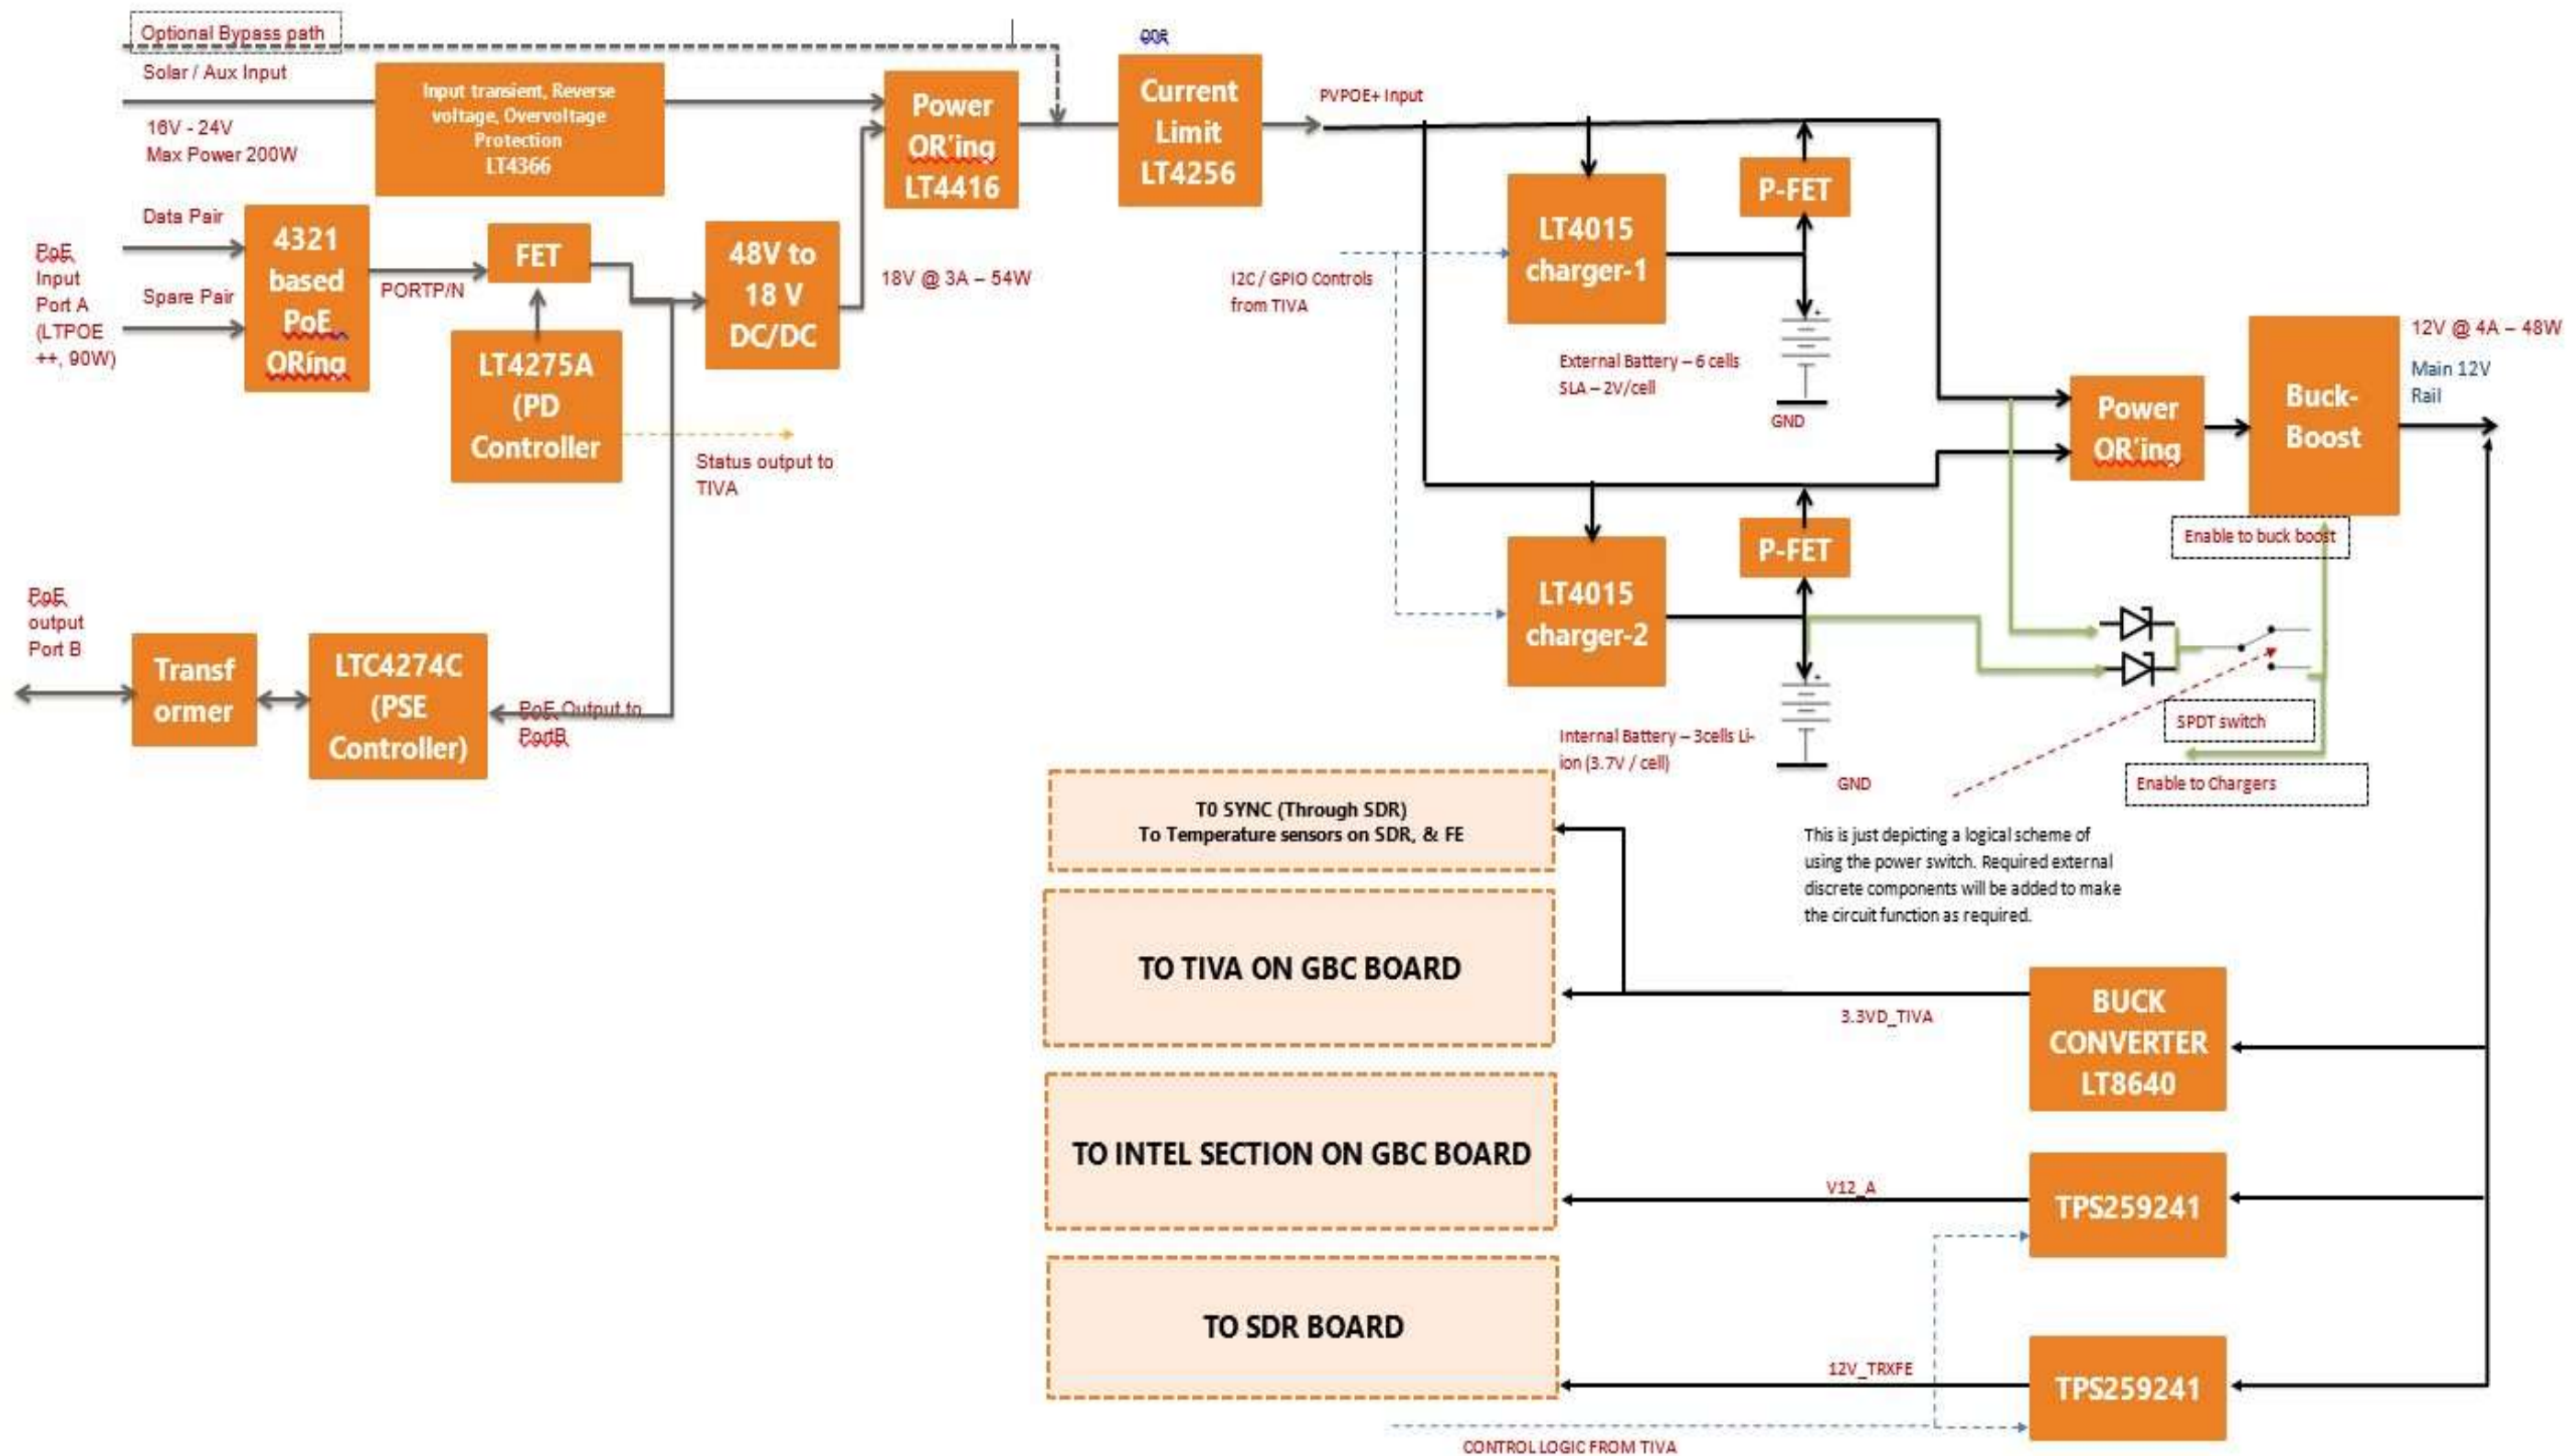 Optional Bypass path
Solar / Aux Input
16V - 24V
Max Power 200W
Input transient, Reverse
voltage, Overvoltage
Protection
LT4366
Power
OR'ing
LT4416
OOR
Current
Limit
LT4256
PVPOE+ Input
PoE
Input
Port A
(LTPOE
++, 90W)
Data Pair
Spare Pair
4321
based
PoE
ORing
PORTP/N
FET
LT4275A
(PD
Controller
48V to
18 V
DC/DC
18V @ 3A – 54W
Status output to
TIVA
PoE
output
Port B
Transf
ormer
LTC4274C
(PSE
Controller)
PoE Output to
PortB
I2C / GPIO Controls
from TIVA
LT4015
charger-1
P-FET
External Battery – 6 cells
SLA – 2V/cell
GND
LT4015
charger-2
P-FET
Internal Battery – 3cells Li-
ion (3.7V / cell)
GND
Power
OR'ing
Buck-
Boost
12V @ 4A – 48W
Main 12V
Rail
Enable to buck boost
SPDT switch
Enable to Chargers
This is just depicting a logical scheme of
using the power switch. Required external
discrete components will be added to make
the circuit function as required.
T0 SYNC (Through SDR)
To Temperature sensors on SDR, & FE
TO TIVA ON GBC BOARD
3.3VD_TIVA
BUCK
CONVERTER
LT8640
TO INTEL SECTION ON GBC BOARD
V12_A
TPS259241
TO SDR BOARD
12V_TRXFE
TPS259241
CONTROL LOGIC FROM TIVA